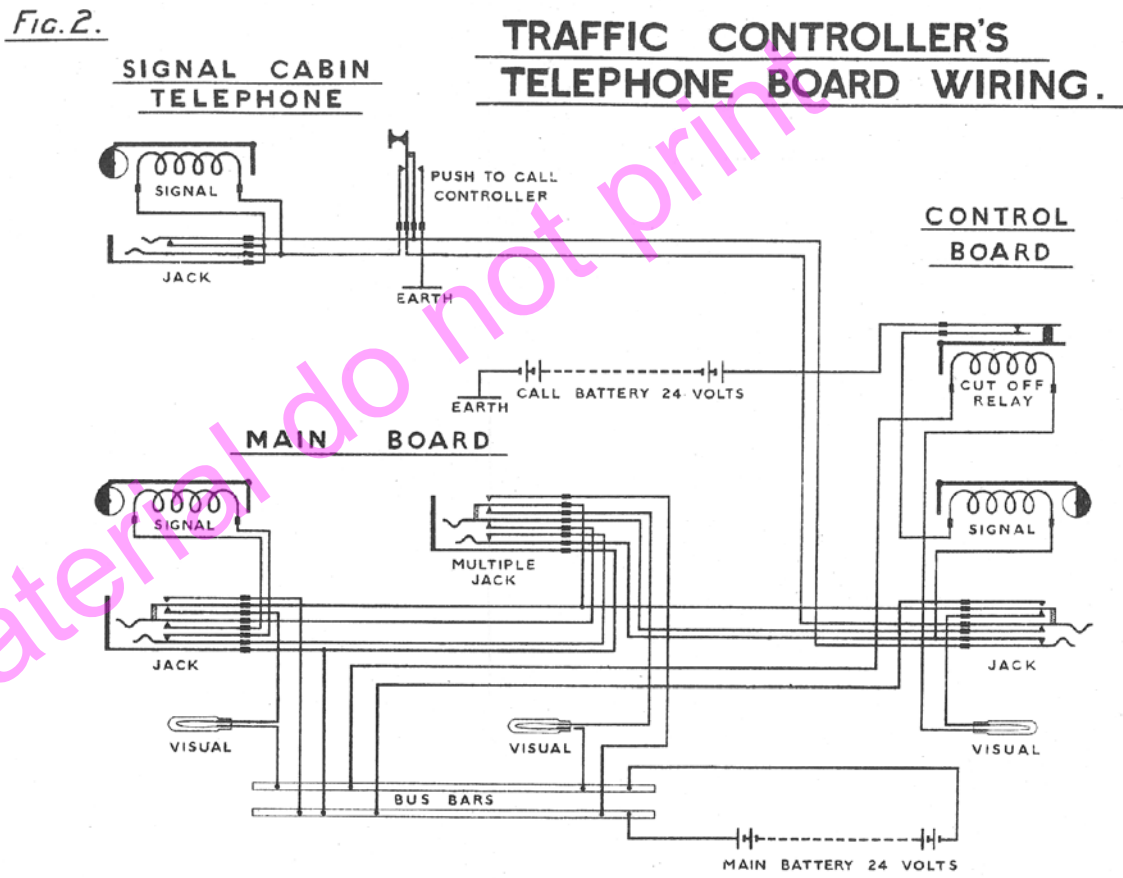 Fig. 2.
TRAFFIC CONTROLLER'S
TELEPHONE BOARD WIRING.
SIGNAL CABIN
TELEPHONE
SIGNAL
PUSH TO CALL
CONTROLLER
JACK
EARTH
CONTROL
BOARD
CUT OFF
RELAY
EARTH
CALL BATTERY 24 VOLTS
MAIN BOARD
SIGNAL
MULTIPLE
JACK
SIGNAL
JACK
JACK
VISUAL
VISUAL
VISUAL
BUS BARS
MAIN BATTERY 24 VOLTS
aterial do not print